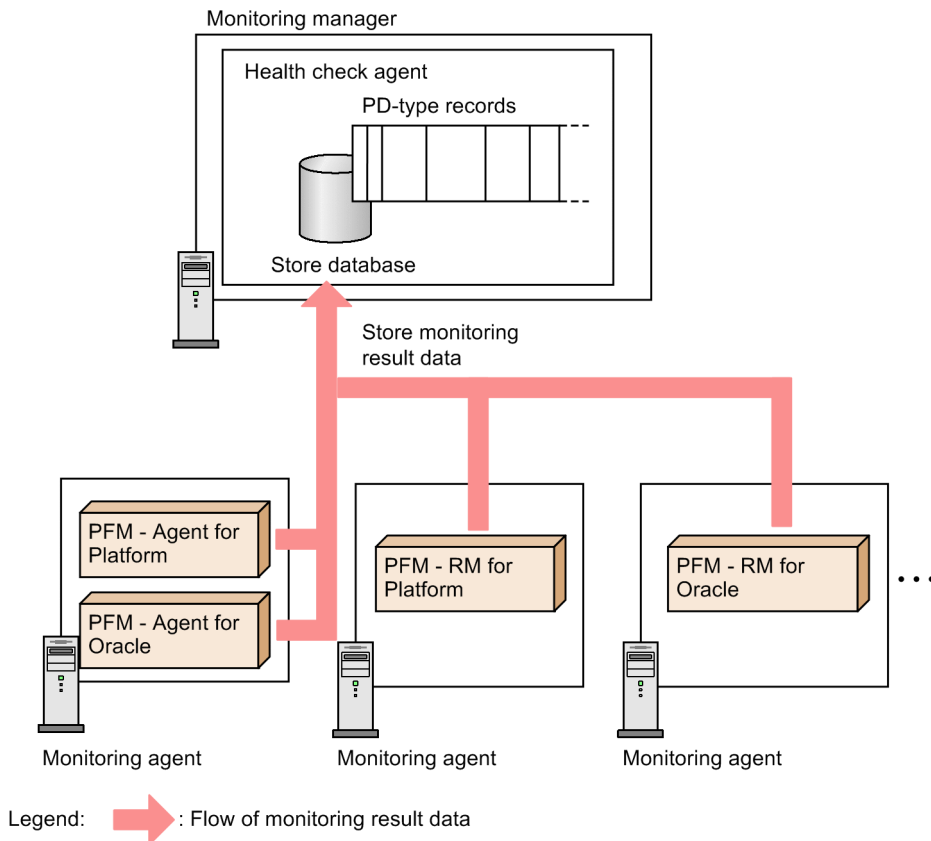 Monitoring manager
Health check agent
PD-type records
Store database
Store monitoring
result data
PFM - Agent for
Platform
PFM - Agent for
Oracle
PFM - RM for
Platform
PFM - RM for
Oracle
Monitoring agent
Monitoring agent
Monitoring agent
Legend:
: Flow of monitoring result data